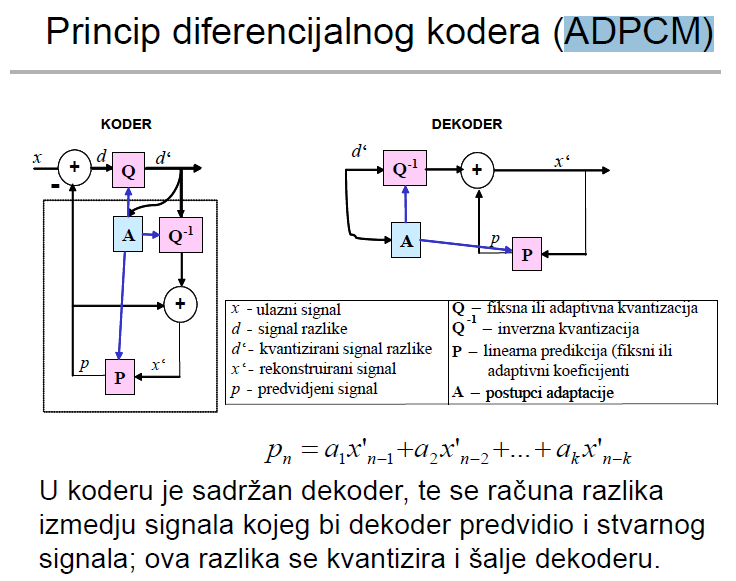 Princip diferencijalnog kodera (ADPCM)
KODER
DEKODER
x
+
-
d
Q
d‘
A
Q-1
+
p
P
x‘
d‘
Q-1
+
x‘
A
p
P
x - ulazni signal
d - signal razlike
d‘- kvantizirani signal razlike
x‘- rekonstruirani signal
p - predvidjeni signal
Q – fiksna ili adaptivna kvantizacija
Q-1 – inverzna kvantizacija
P – linearna predikcija (fiksni ili
adaptivni koeficijenti
A – postupci adaptacije
pn = a1x'n−1+a2x'n−2+...+akx'n−k
U koderu je sadržan dekoder, te se računa razlika
izmedju signala kojeg bi dekoder predvidio i stvarnog
signala; ova razlika se kvantizira i šalje dekoderu.